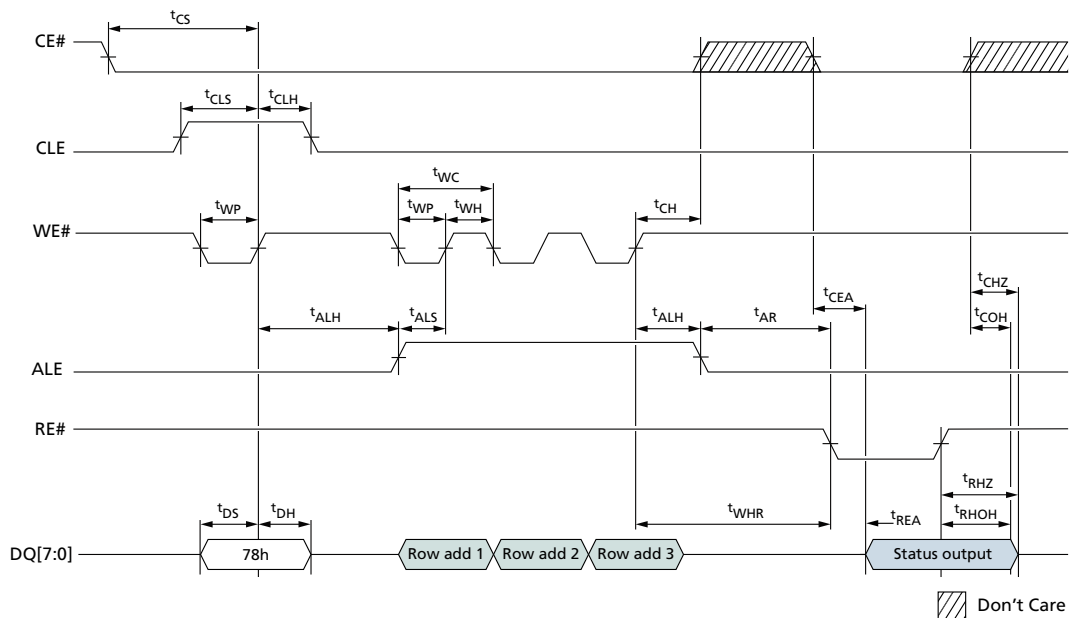 tCS
CE#
tCLS tCLH
CLE
tWC
tWP tWP tWH tCH
WE#
tCHZ
tCEA
tALH tALS tALH tAR tCOH
ALE
RE#
tRHZ
tDS tDH tWHR tREA tRHOH
DQ[7:0] 78h Row add 1 Row add 2 Row add 3 Status output
Don't Care